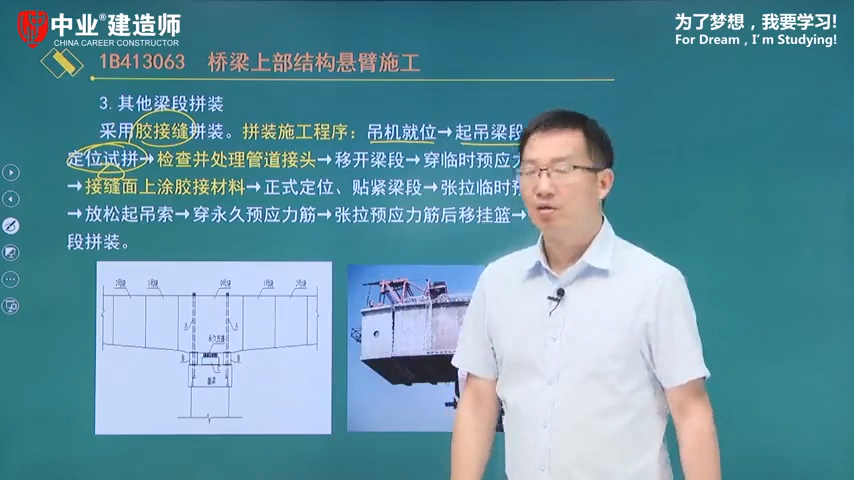 中业®建造师
CHINA CAREER CONSTRUCTOR
为了梦想，我要学习!
For Dream , I'm Studying!
1B413063 桥梁上部结构悬臂施工
3.其他梁段拼装
采用胶接缝拼装。拼装施工程序：吊机就位→起吊梁段
定位试拼→检查并处理管道接头→移开梁段→穿临时预应
→接缝面上涂胶接材料→正式定位、贴紧梁段→张拉临时预
→放松起吊索→穿永久预应力筋→张拉预应力筋后移挂篮→
段拼装。